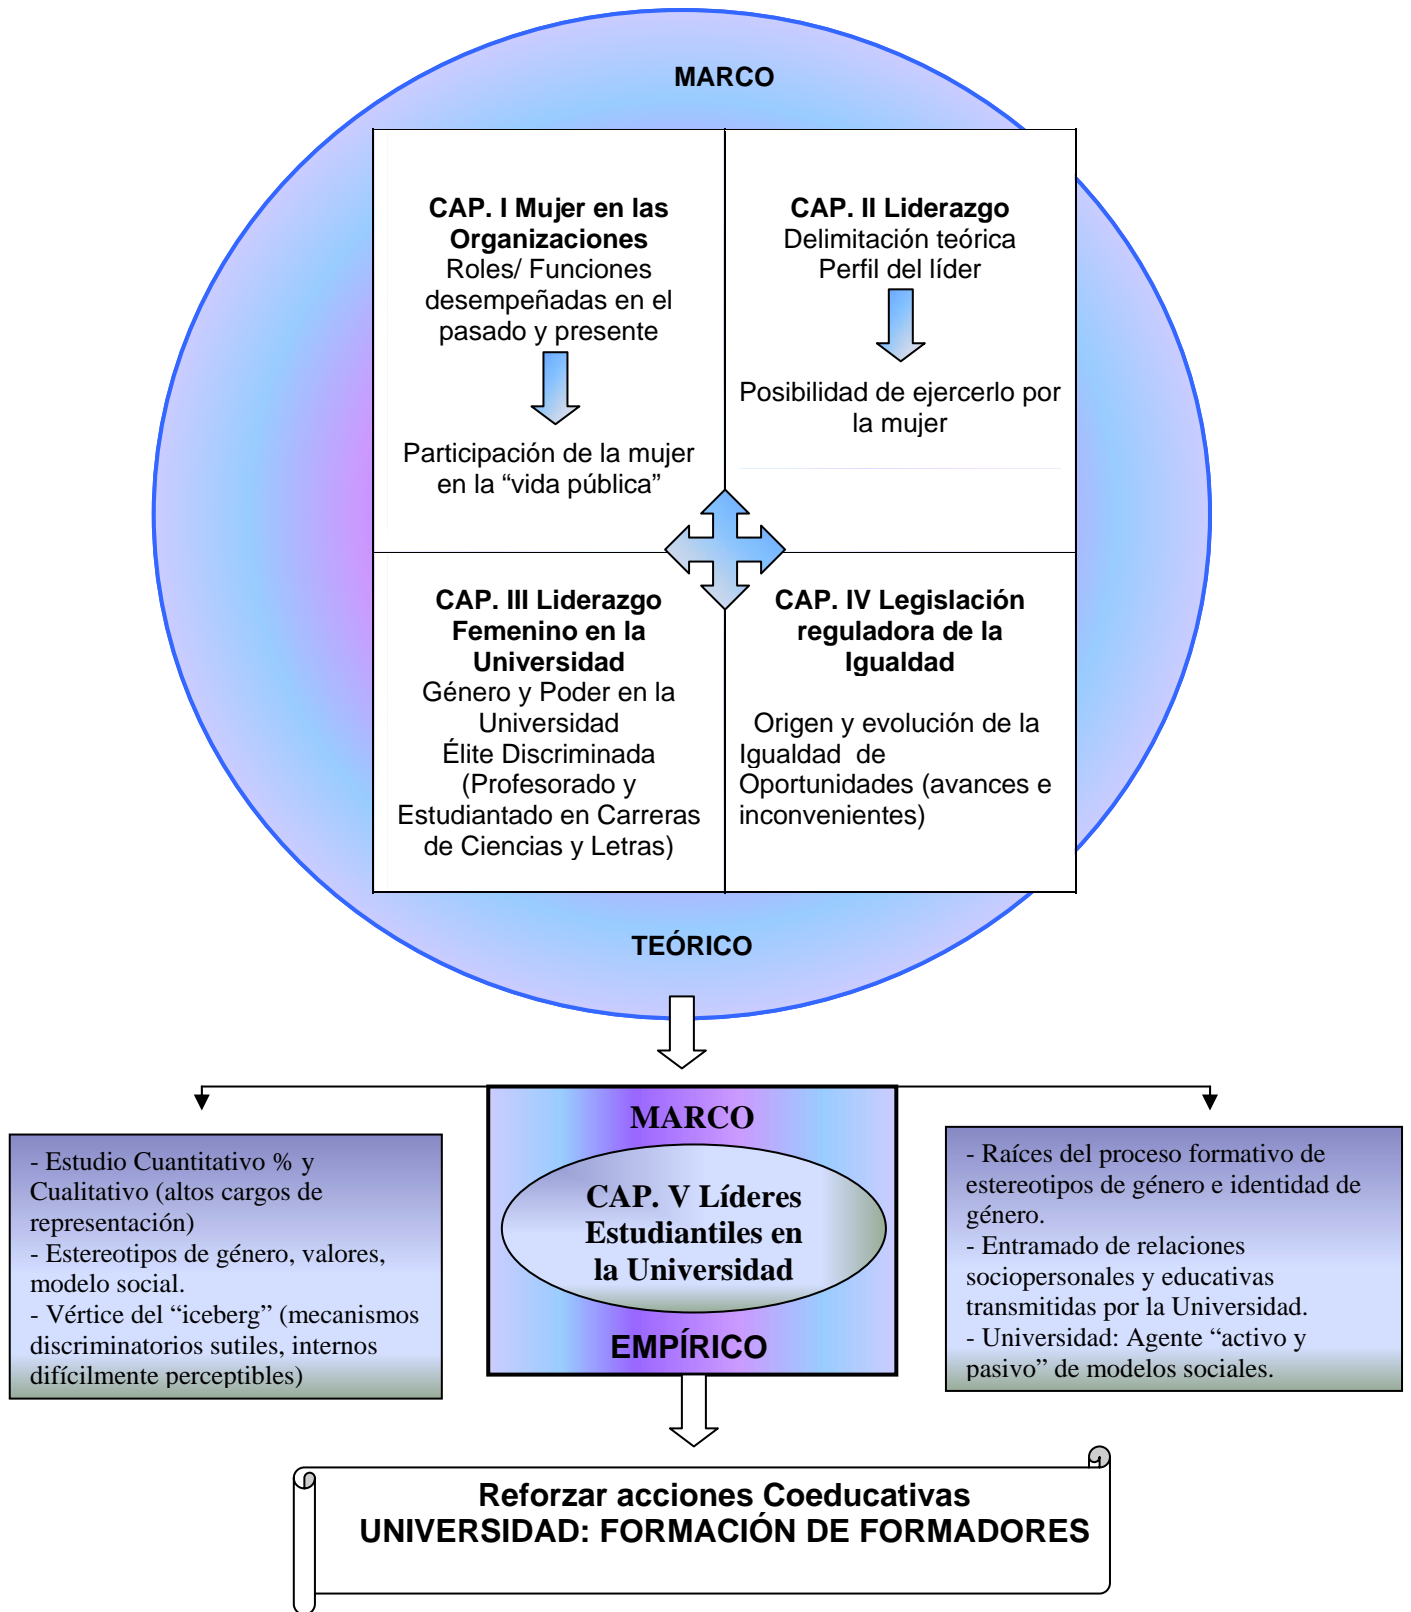 MARCO
CAP. I Mujer en las
Organizaciones
Roles/ Funciones
desempeñadas en el
pasado y presente
Participación de la mujer
en la “vida pública”
CAP. II Liderazgo
Delimitación teórica
Perfil del líder
Posibilidad de ejercerlo por
la mujer
CAP. III Liderazgo
Femenino en la
Universidad
Género y Poder en la
Universidad
Élite Discriminada
(Profesorado y
Estudiantado en Carreras
de Ciencias y Letras)
CAP. IV Legislación
reguladora de la
Igualdad
Origen y evolución de la
Igualdad de
Oportunidades (avances e
inconvenientes)
TEÓRICO
- Estudio Cuantitativo % y
Cualitativo (altos cargos de
representación)
- Estereotipos de género, valores,
modelo social.
- Vértice del “iceberg” (mecanismos
discriminatorios sutiles, internos
difícilmente perceptibles)
MARCO
CAP. V Líderes
Estudiantiles en
la Universidad
EMPÍRICO
- Raíces del proceso formativo de
estereotipos de género e identidad de
género.
- Entramado de relaciones
sociopersonales y educativas
transmitidas por la Universidad.
- Universidad: Agente “activo y
pasivo” de modelos sociales.
Reforzar acciones Coeducativas
UNIVERSIDAD: FORMACIÓN DE FORMADORES